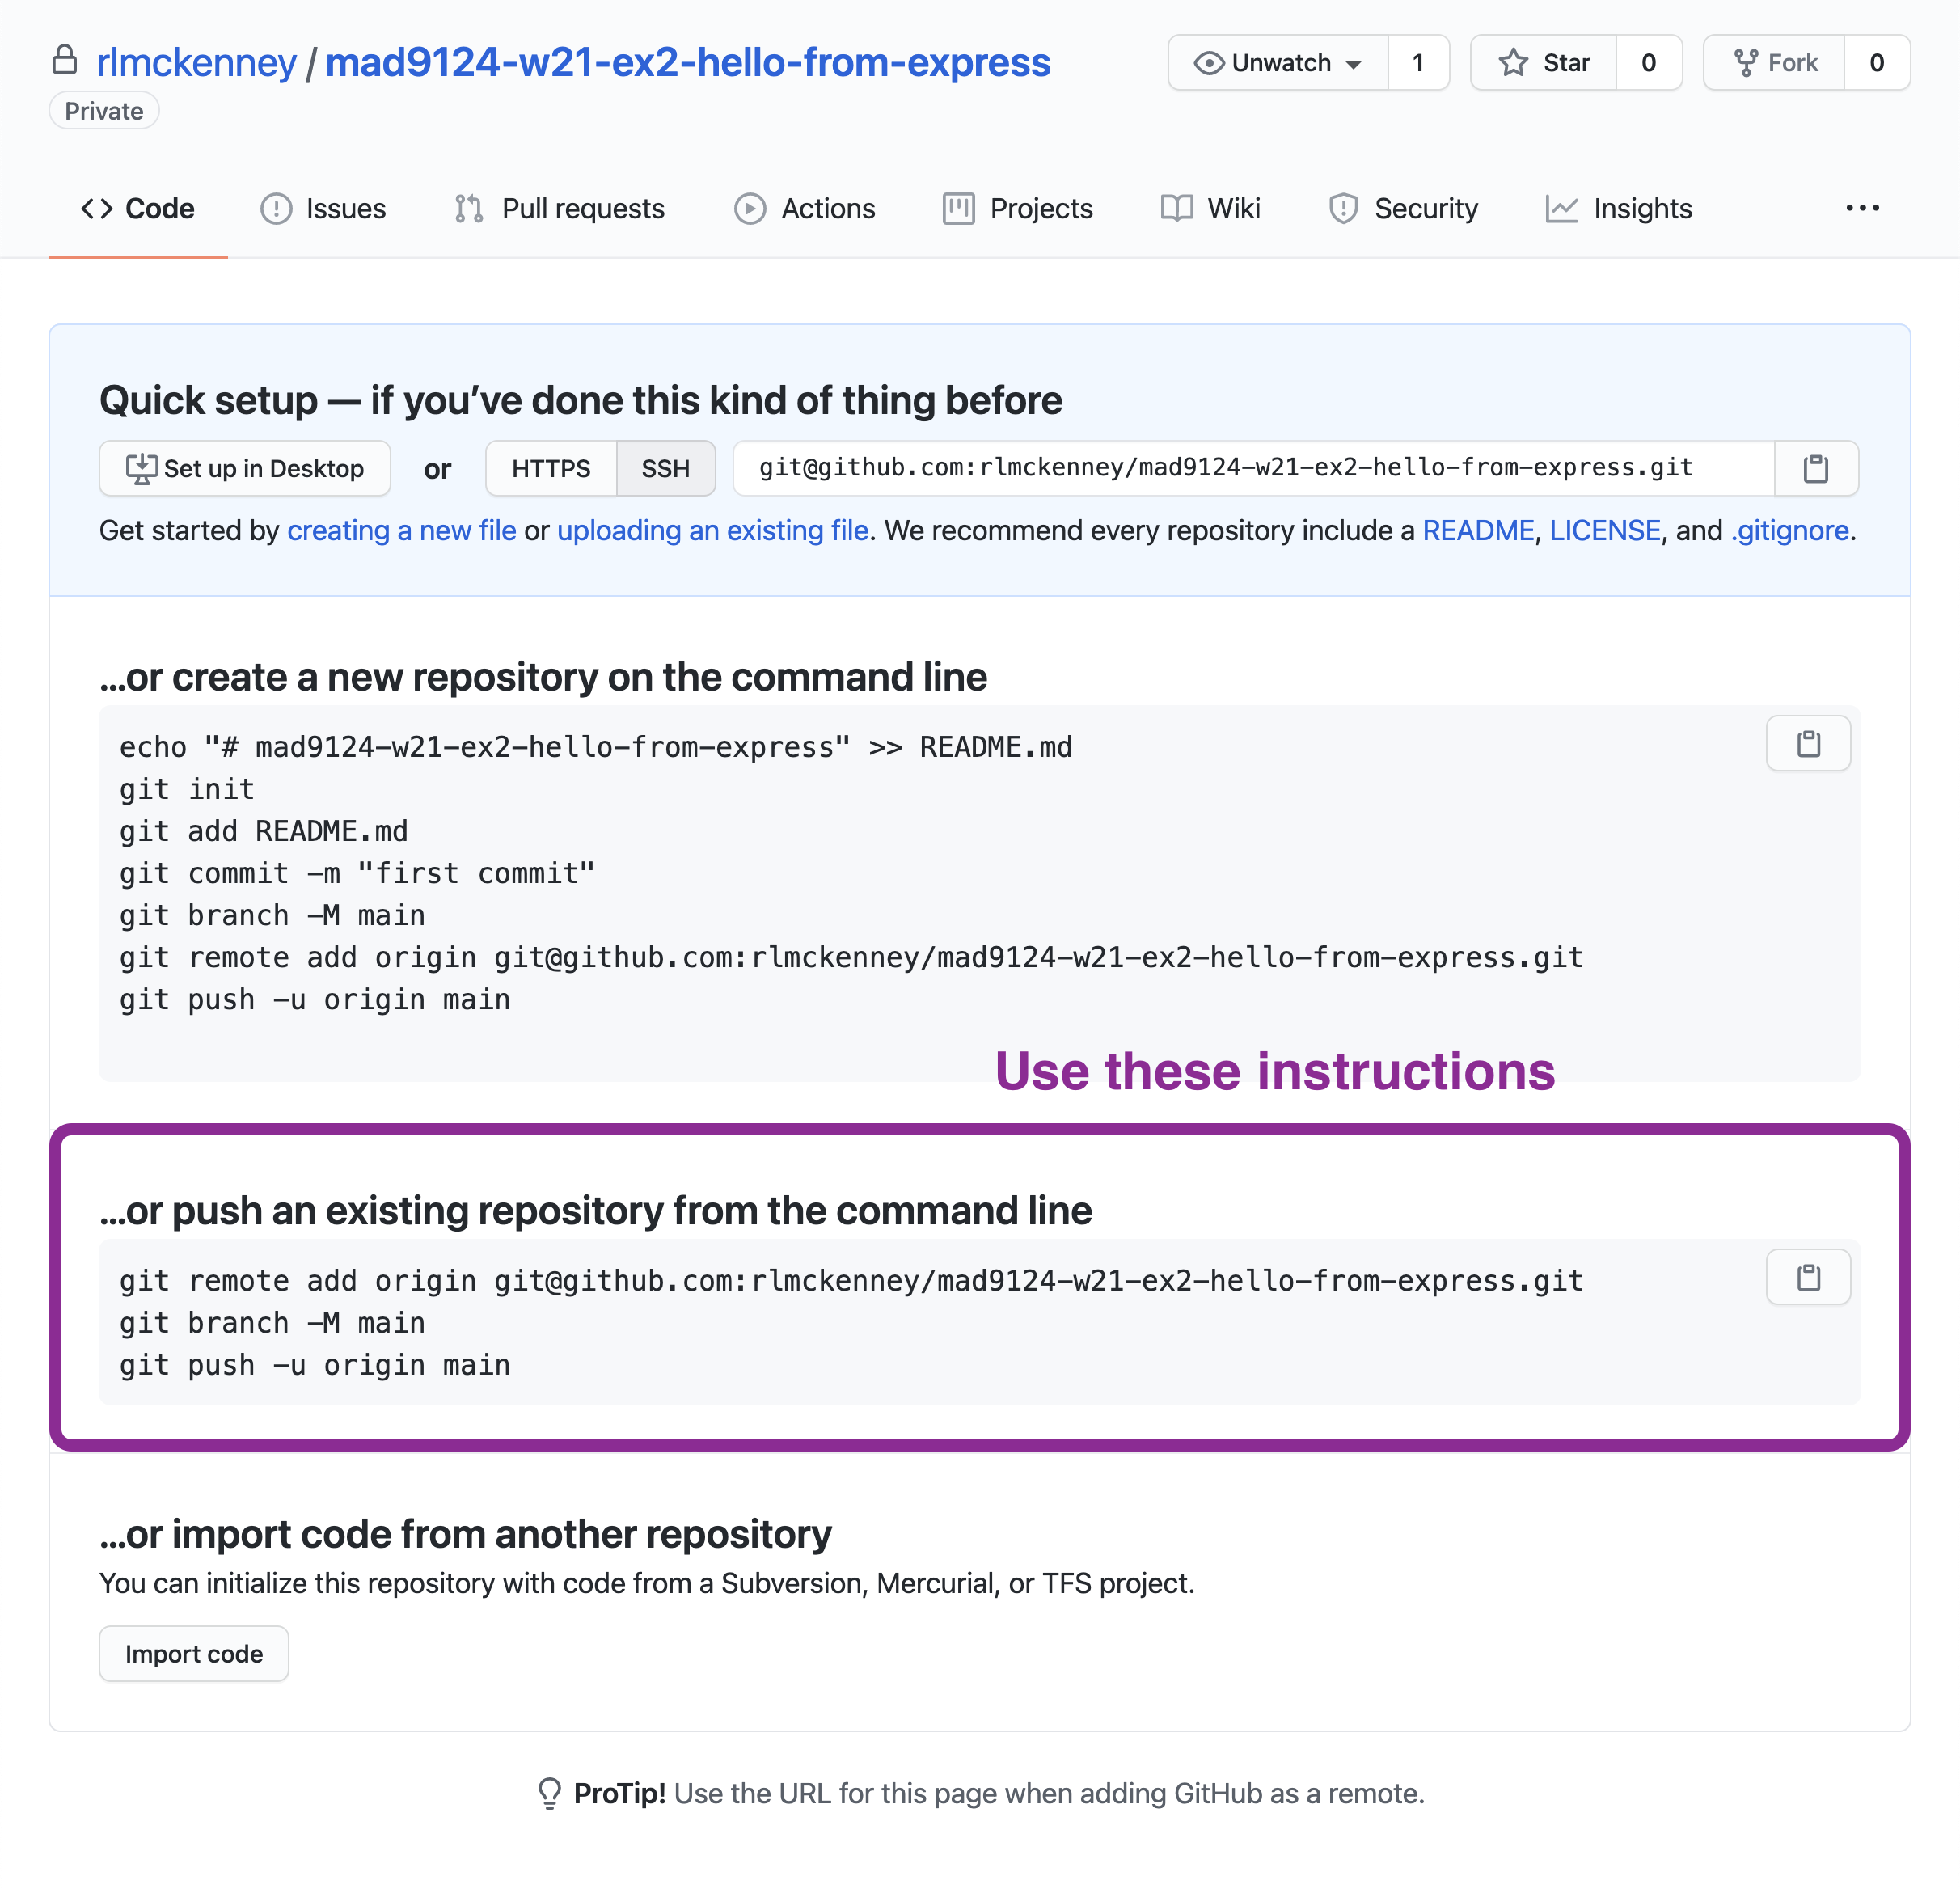 rlmckenney / mad9124-w21-ex2-hello-from-express
Unwatch 1 Star 0 Fork 0
Private
Code Issues Pull requests Actions Projects Wiki Security Insights
Quick setup — if you’ve done this kind of thing before
Set up in Desktop or HTTPS SSH git@github.com:rlmckenney/mad9124-w21-ex2-hello-from-express.git
Get started by creating a new file or uploading an existing file. We recommend every repository include a README, LICENSE, and .gitignore.
…or create a new repository on the command line
echo "# mad9124-w21-ex2-hello-from-express" >> README.md
git init
git add README.md
git commit -m "first commit"
git branch -M main
git remote add origin git@github.com:rlmckenney/mad9124-w21-ex2-hello-from-express.git
git push -u origin main
Use these instructions
…or push an existing repository from the command line
git remote add origin git@github.com:rlmckenney/mad9124-w21-ex2-hello-from-express.git
git branch -M main
git push -u origin main
…or import code from another repository
You can initialize this repository with code from a Subversion, Mercurial, or TFS project.
Import code
ProTip! Use the URL for this page when adding GitHub as a remote.